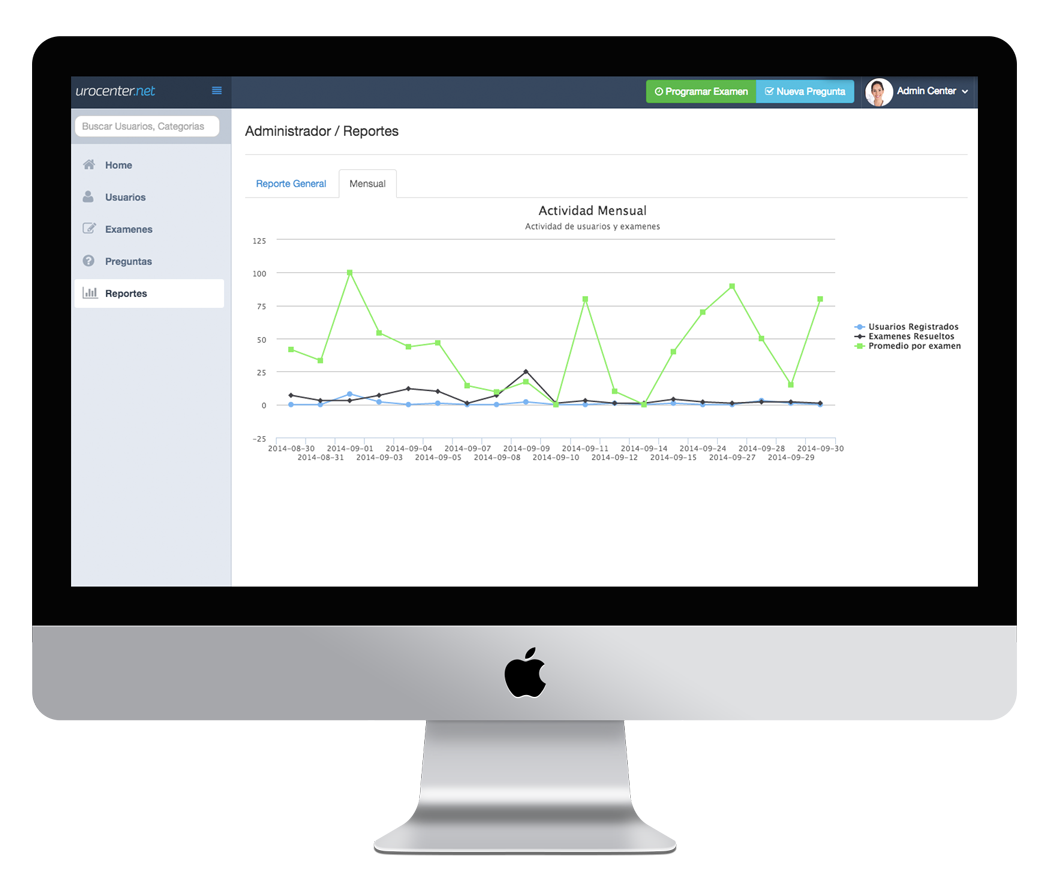 urocenter.net
Programar Examen
Nueva Pregunta
Admin Center
Buscar Usuarios, Categorias
Home
Usuarios
Examenes
Preguntas
Reportes
Administrador / Reportes
Reporte General
Mensual
Actividad Mensual
Actividad de usuarios y examenes
125
100
75
50
25
0
-25
2014-08-30 2014-09-01 2014-09-04 2014-09-07 2014-09-09 2014-09-11 2014-09-14 2014-09-24 2014-09-28 2014-09-30
2014-08-31 2014-09-03 2014-09-05 2014-09-08 2014-09-10 2014-09-12 2014-09-15 2014-09-27 2014-09-29
Usuarios Registrados
Examenes Resueltos
Promedio por examen